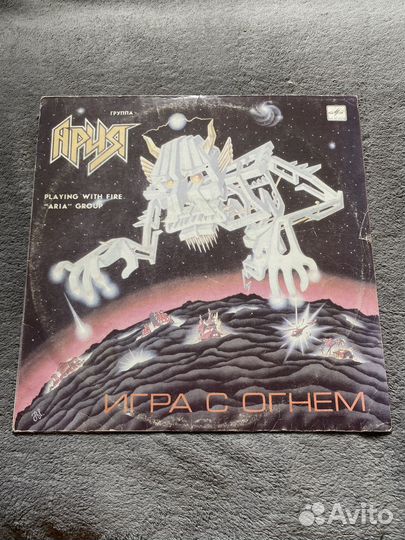 ГРУППА
АРИЯ
PLAYING WITH FIRE.
"ARIA" GROUP
ИГРА С ОГНЕМ
Avito